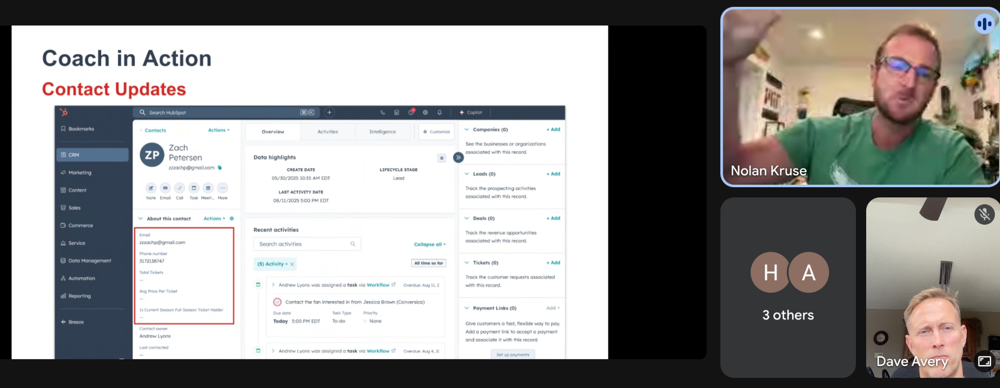 Coach in Action
Contact Updates
Search HubSpot
⌘ K
+
Copilot
Bookmarks
CRM
Marketing
Content
Sales
Commerce
Service
Data Management
Automation
Reporting
Breeze
Contacts
Actions
ZP
Zach
Petersen
zzzachp@gmail.com
Note Email Call Task Meeti... More
About this contact Actions
Email
zzzachp@gmail.com
Phone number
3172138747
Total Tickets
--
Avg Price Per Ticket
--
Is Current Season Full Season Ticket Holder
--
Contact owner
Andrew Lyons
Last contacted
--
Overview Activities Intelligence Customize
Data highlights
CREATE DATE
05/30/2025 10:35 AM EDT
LIFECYCLE STAGE
Lead
LAST ACTIVITY DATE
08/11/2025 5:00 PM EDT
Recent activities
Search activities
Collapse all
(5) Activity
All time so far
Andrew Lyons was assigned a task via Workflow Overdue: Aug 11, 2
Contact the fan interested in from Jessica Brown (Conversica)
Due date Task Type Priority
Today 5:00 PM EDT To-do None
Andrew Lyons was assigned a task via Workflow Overdue: Aug 4, 2
Companies (0) + Add
See the businesses or organizations
associated with this record.
Leads (0) + Add
Track the prospecting activities
associated with this record.
Deals (0) + Add
Track the revenue opportunities
associated with this record.
Tickets (0) + Add
Track the customer requests associated
with this record.
Payment Links (0) Add
Give customers a fast, flexible way to pay.
Add a payment link to accept a payment
and associate it with this record.
Set up payments
Nolan Kruse
H A
3 others
Dave Avery